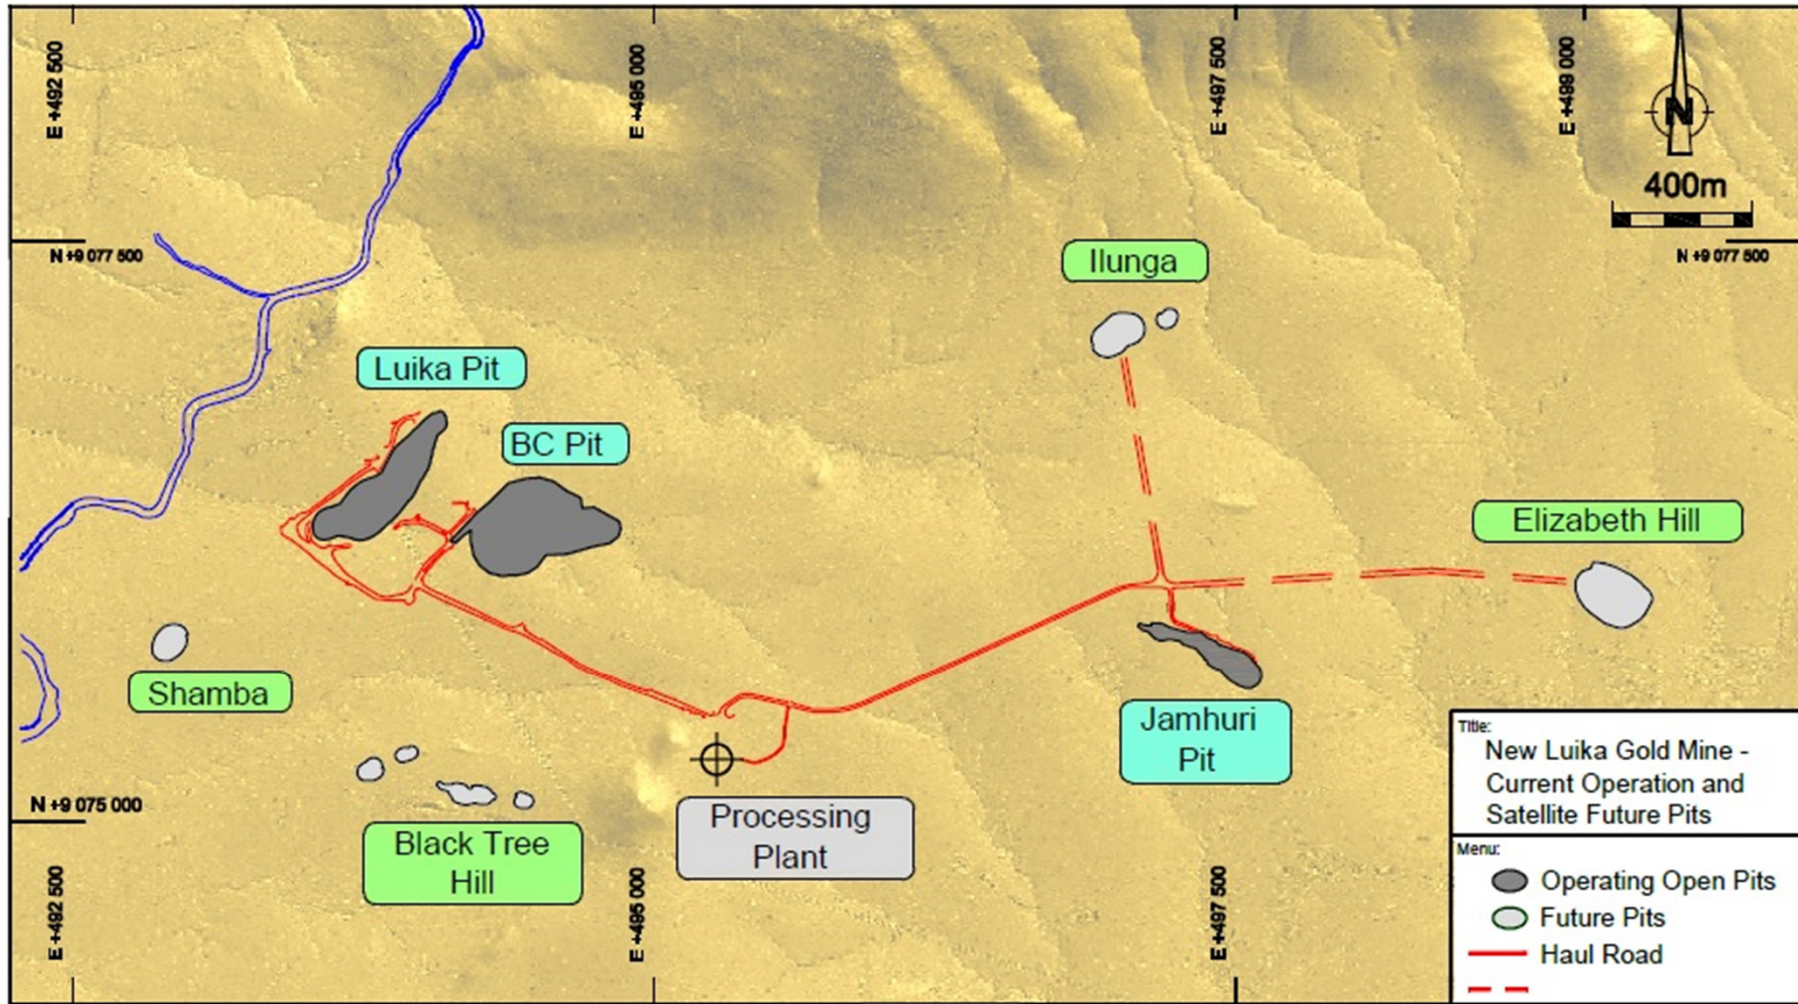 E +492 500
E +495 000
E +497 500
E +499 000
N
400m
N +9 077 500
N +9 077 500
Ilunga
Luika Pit
BC Pit
Elizabeth Hill
Shamba
Jamhuri
Pit
N +9 075 000
Processing
Plant
Black Tree
Hill
E +492 500
E +495 000
E +497 500
Title:
New Luika Gold Mine -
Current Operation and
Satellite Future Pits
Menu:
Operating Open Pits
Future Pits
Haul Road